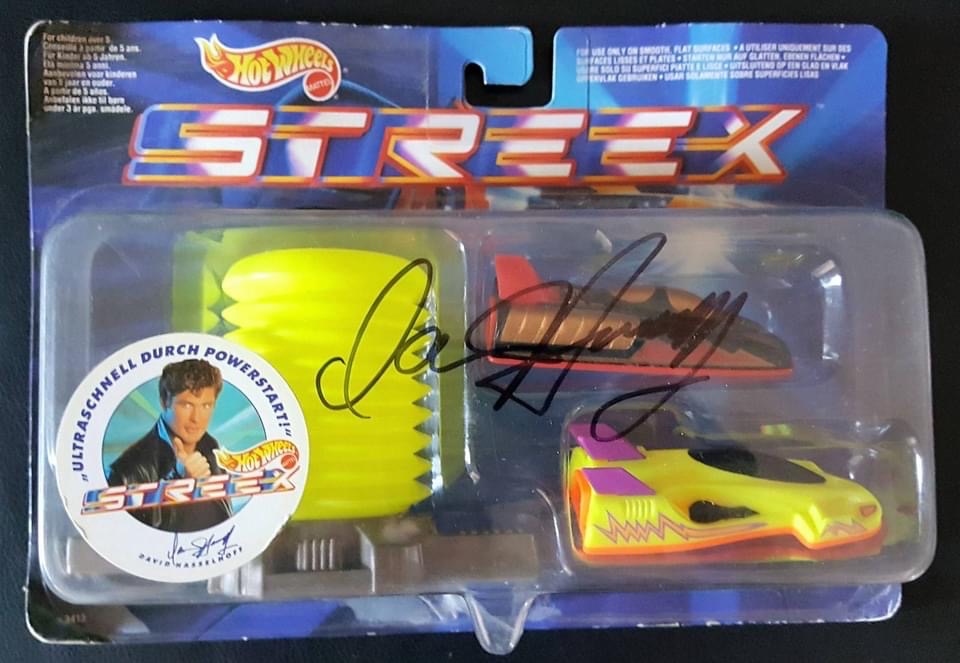 For children over 5.
Conseillé à partir de 5 ans.
Für Kinder ab 5 Jahren.
Età minima 5 anni.
Aanbevolen voor kinderen
van 5 jaar en ouder.
A partir de 5 años.
Anbefales ikke til børn
under 3 år pga. smådele.
HOT WHEELS
MATTEL
FOR USE ONLY ON SMOOTH, FLAT SURFACES • A UTILISER UNIQUEMENT SUR DES
SURFACES LISSES ET PLATES • STARTEN NUR AUF GLATTEN, EBENEN FLÄCHEN •
USARE SOLO SU SUPERFICI PIATTE E LISCE • UITSLUITEND OP EEN GLAD EN VLAK
OPPERVLAK GEBRUIKEN • USAR SOLAMENTE SOBRE SUPERFICIES LISAS
STREEX
„ULTRASCHNELL DURCH POWERSTART!“
HOT WHEELS
STREEX
DAVID HASSELHOFF
3413